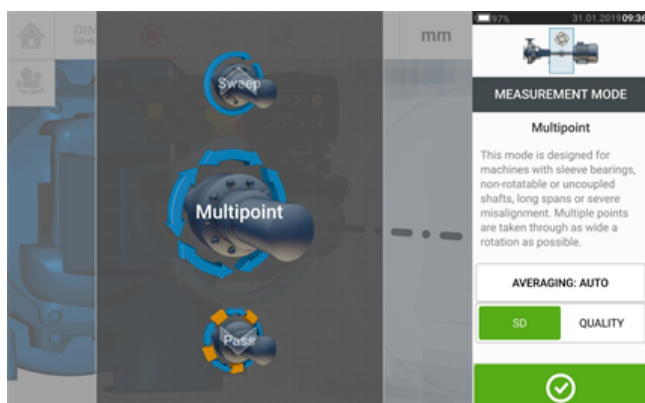 DIM
mm
Sweep
Multipoint
Pass
97%
31.01.2019 09:36
MEASUREMENT MODE
Multipoint
This mode is designed for
machines with sleeve bearings,
non-rotatable or uncoupled
shafts, long spans or severe
misalignment. Multiple points
are taken through as wide a
rotation as possible.
AVERAGING: AUTO
SD
QUALITY